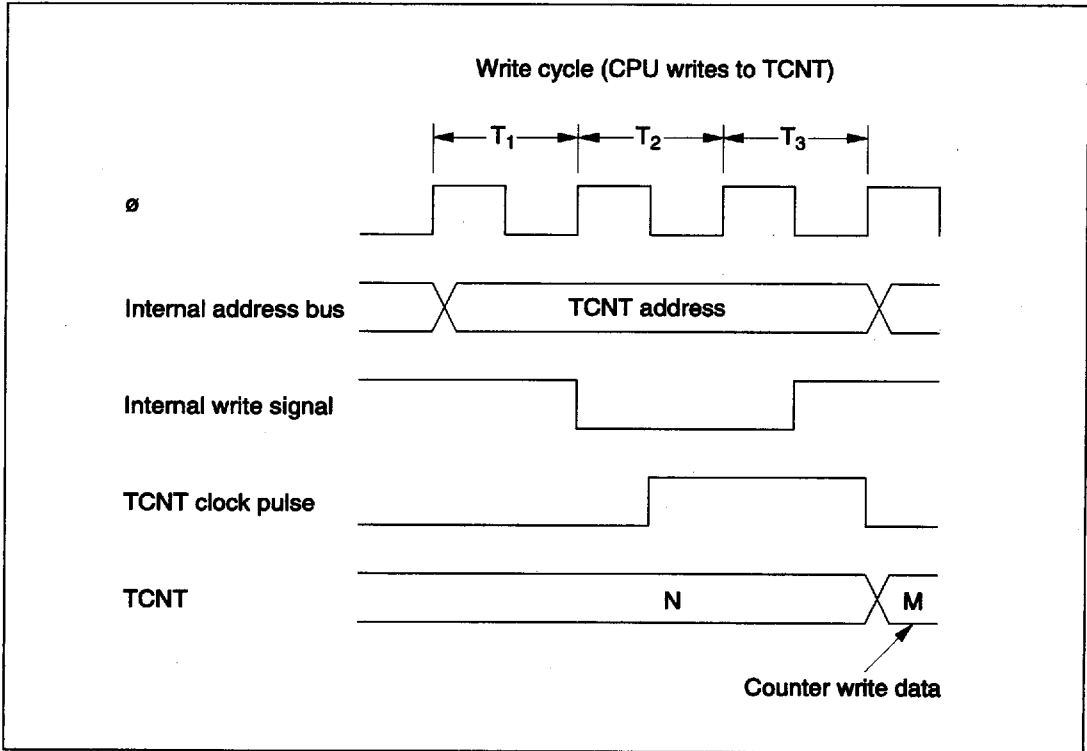 Write cycle (CPU writes to TCNT)
T₁ T₂ T₃
ø
Internal address bus TCNT address
Internal write signal
TCNT clock pulse
TCNT N M
Counter write data